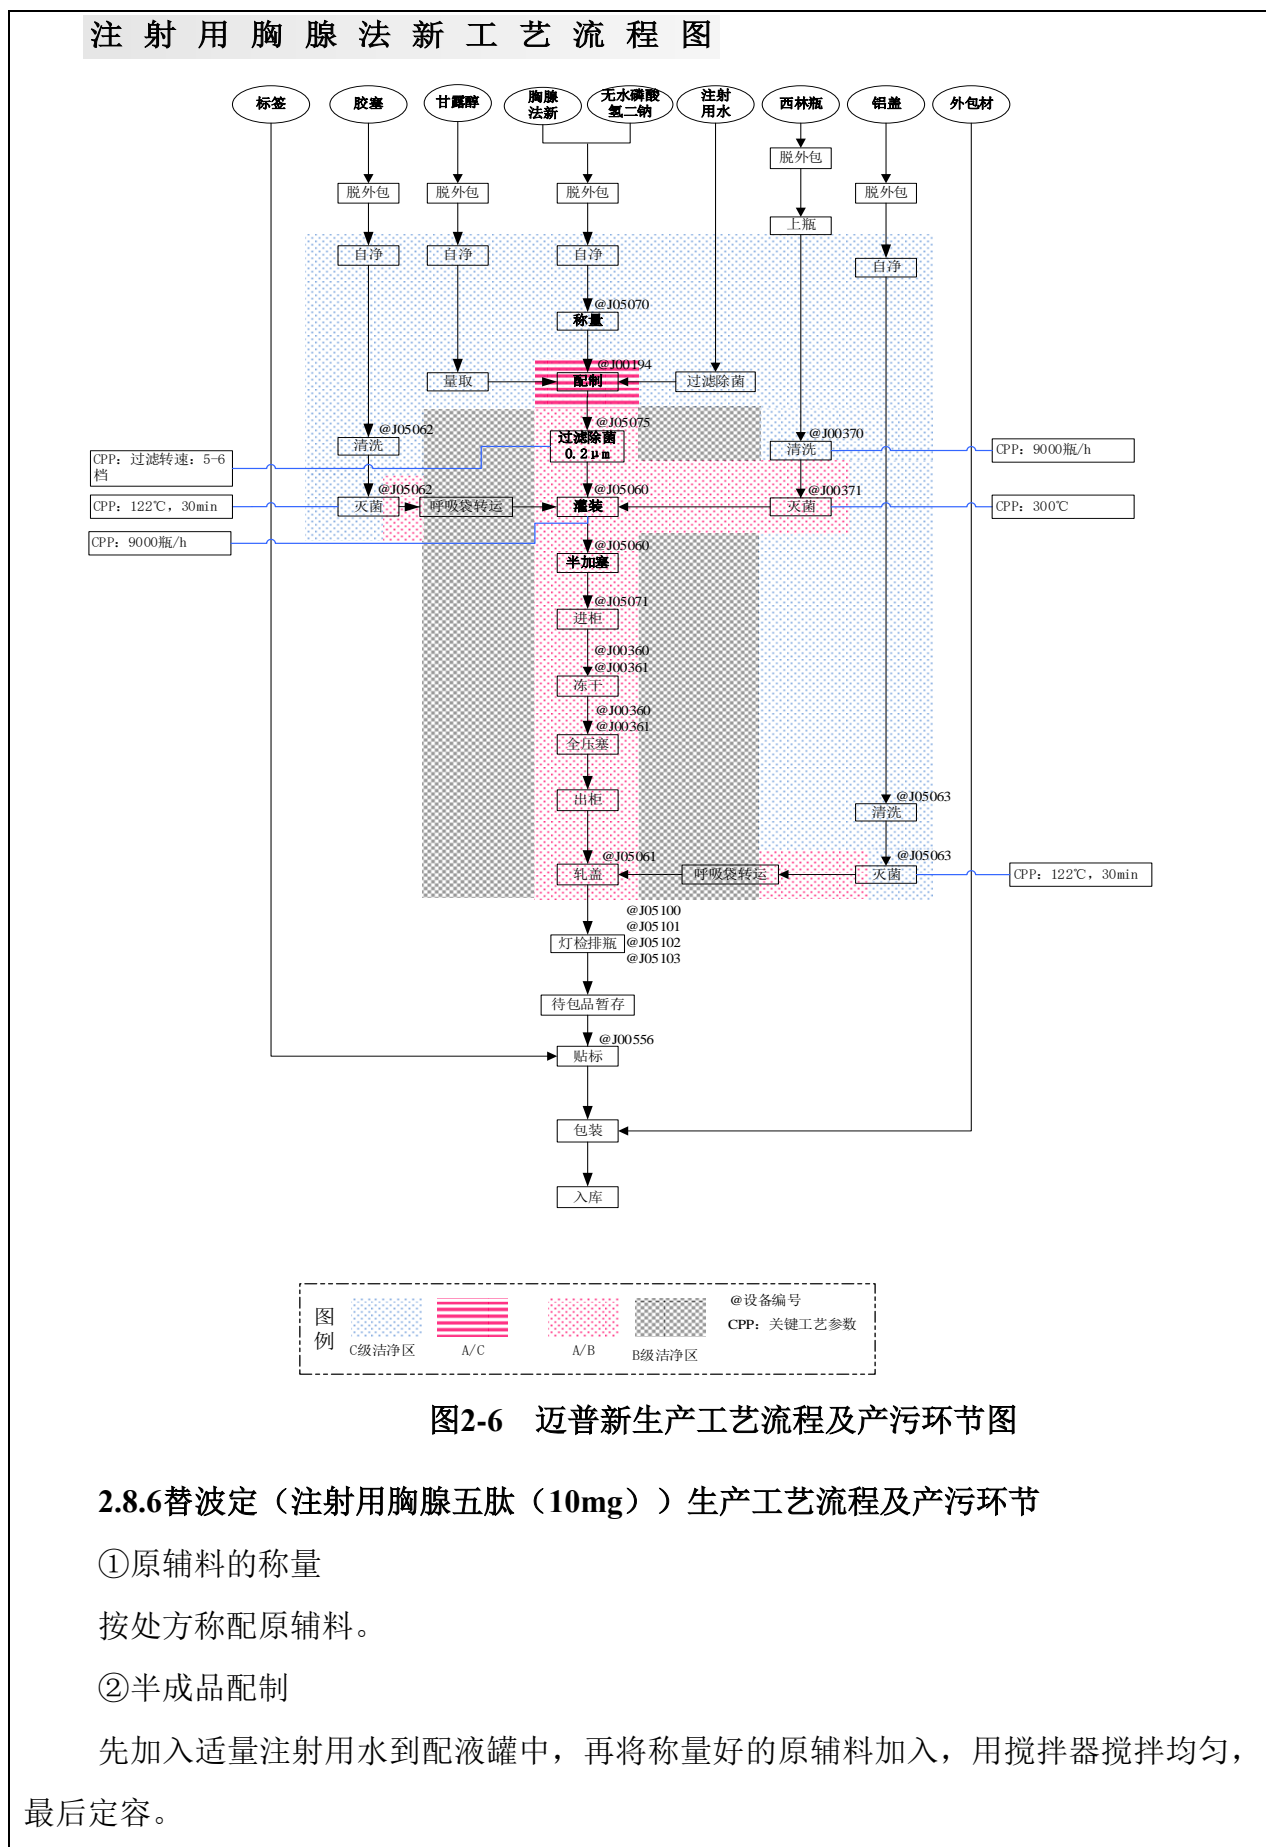 注射用胸腺法新工艺流程图
标签
胶塞
甘露醇
胸腺
法新
无水磷酸
氢二钠
注射
用水
西林瓶
铝盖
外包材
脱外包
脱外包
脱外包
脱外包
脱外包
上瓶
自净
自净
自净
自净
@J05070
称量
@J00194
量取
配制
过滤除菌
@J05075
@J05062
清洗
过滤除菌
0.2μm
@J00370
清洗
CPP：9000瓶/h
CPP：过滤转速：5-6
档
@J05062
@J05060
@J00371
CPP：122℃，30min
灭菌
呼吸袋转运
灌装
灭菌
CPP：300℃
CPP：9000瓶/h
@J05060
半加塞
@J05071
进柜
@J00360
@J00361
冻干
@J00360
@J00361
全压塞
出柜
@J05063
清洗
@J05061
@J05063
轧盖
呼吸袋转运
灭菌
CPP：122℃，30min
@J05100
@J05101
灯检排瓶
@J05102
@J05103
待包品暂存
@J00556
贴标
包装
入库
图
例
C级洁净区
A/C
A/B
B级洁净区
@设备编号
CPP：关键工艺参数
图2-6 迈普新生产工艺流程及产污环节图
2.8.6替波定（注射用胸腺五肽（10mg））生产工艺流程及产污环节
①原辅料的称量
按处方称配原辅料。
②半成品配制
先加入适量注射用水到配液罐中，再将称量好的原辅料加入，用搅拌器搅拌均匀，
最后定容。